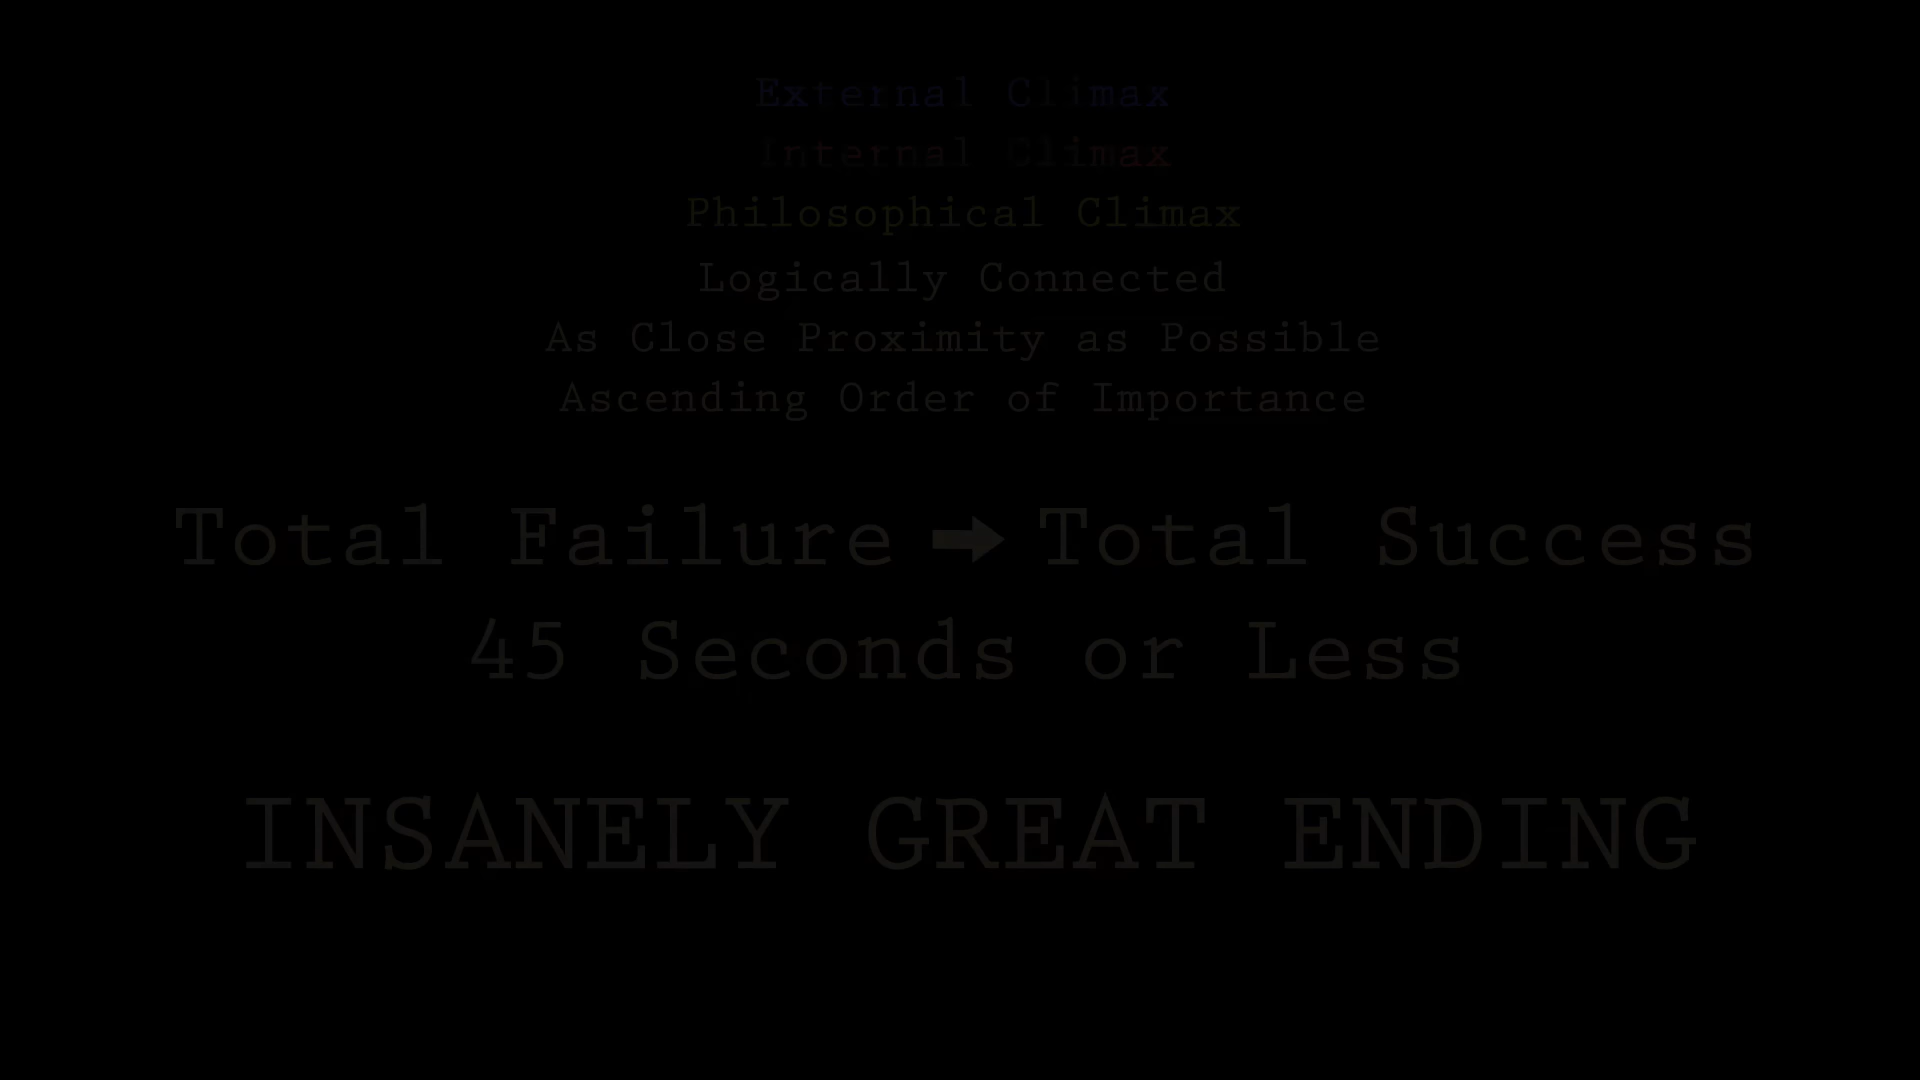 External Climax
Internal Climax
Philosophical Climax
Logically Connected
As Close Proximity as Possible
Ascending Order of Importance
Total Failure ➡ Total Success
45 Seconds or Less
INSANELY GREAT ENDING